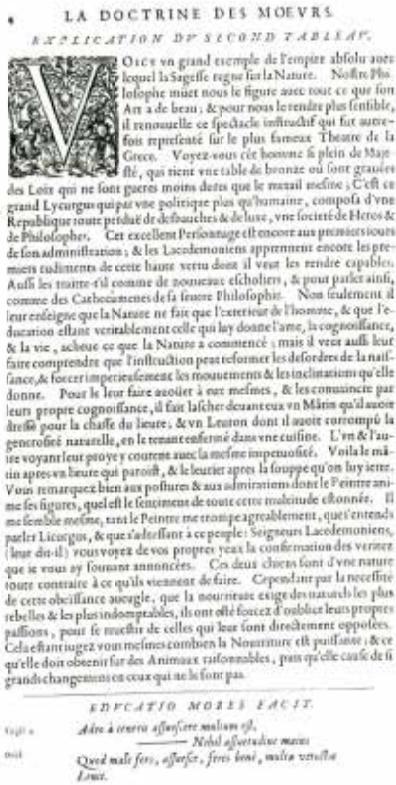 LA DOCTRINE DES MOEURS.
EXPLICATION DV SECOND TABLEAV.
VOICY vn grand exemple de l'empire absolu auec
lequel la Sagesse regne sur la Nature. Nostre Phi-
losophe müet nous le figure auec tout ce que son
Art a de beau; & pour nous le rendre plus sensible,
il renouuelle ce spectacle instructif qui fut autre-
fois representé sur le plus fameux Theatre de la
Grece. Voyez-vous cét homme si plein de Maje-
sté, qui tient vne table de bronze où sont grauées
des Loix qui ne sont gueres moins dures que le metail mesme; C'est ce
grand Lycurgus qui par vne politique plus qu'humaine, composa d'vne
Republique toute perduë de desbauches & de luxe, vne societé de Heros &
de Philosophes. Cet excellent Personnage est encore aux premiers iours
de son administration; & les Lacedemoniens apprennent encore les pre-
miers rudimens de cette haute vertu dont il veut les rendre capables.
Aussi les traitte-t'il comme de nouueaux escholiers, & pour parler ainsi,
comme des Cathecumenes de sa seuere Philosophie. Non seulement il
leur enseigne que la Nature ne fait que l'exterieur de l'homme, & que l'e-
ducation estant veritablement celle qui luy donne l'ame, la cognoissance,
& la vie, acheue ce que la Nature a commencé; mais il veut aussi leur
faire comprendre que l'instruction peut reformer les desordres de la nais-
sance, & forcer imperieusement les mouuements & les inclinations qu'elle
donne. Pour le leur faire auoüer à eux mesmes, & les conuaincre par
leurs propre cognoissance, il fait lascher deuant eux vn Mâtin qu'il auoit
dressé pour la chasse du lieure; & vn Leuron dont il auoit corrompû la
generosité naturelle, en le tenant enfermé dans vne cuisine. L'vn & l'au-
tre voyant leur proye y courent auec la mesme impetuosité. Voila le mâ-
tin apres vn lieure qui paroist, & le leurier apres la souppe qu'on luy iette.
Vous remarquez bien aux postures & aux admirations dont le Peintre ani-
me ses figures, quel est le sentiment de toute cette multitude estonnée. Il
me semble mesme, tant le Peintre me trompe agreablement, que i'entends
parler Licurgus, & que s'adressant à ce peuple: Seigneurs Lacedemoniens,
(leur dit-il) vous voyez de vos propres yeux la confirmation des veritez
que ie vous ay souuant annoncées. Ces deux chiens sont d'vne nature
toute contraire à ce qu'ils viennent de faire. Cependant par la necessité
de cette obeïssance aueugle, que la nourriture exige des naturels les plus
rebelles & les plus indomptables, ils ont esté forcez d'oublier leurs propres
passions, pour se reuestir de celles qui leur sont directement opposées.
Cela estant iugez vous mesmes combien la Nourriture est puissante; & ce
qu'elle doit obtenir sur des Animaux raisonnables, puis qu'elle cause de si
grands changemens en ceux qui ne le sont pas.
EDVCATIO MORES FACIT.
Adeo à teneris assuescere multum est,
Nihil assuetudine maius
Ouid.
Quod malè fers, assuesce, feres benè, multa vetustas
Leuit.